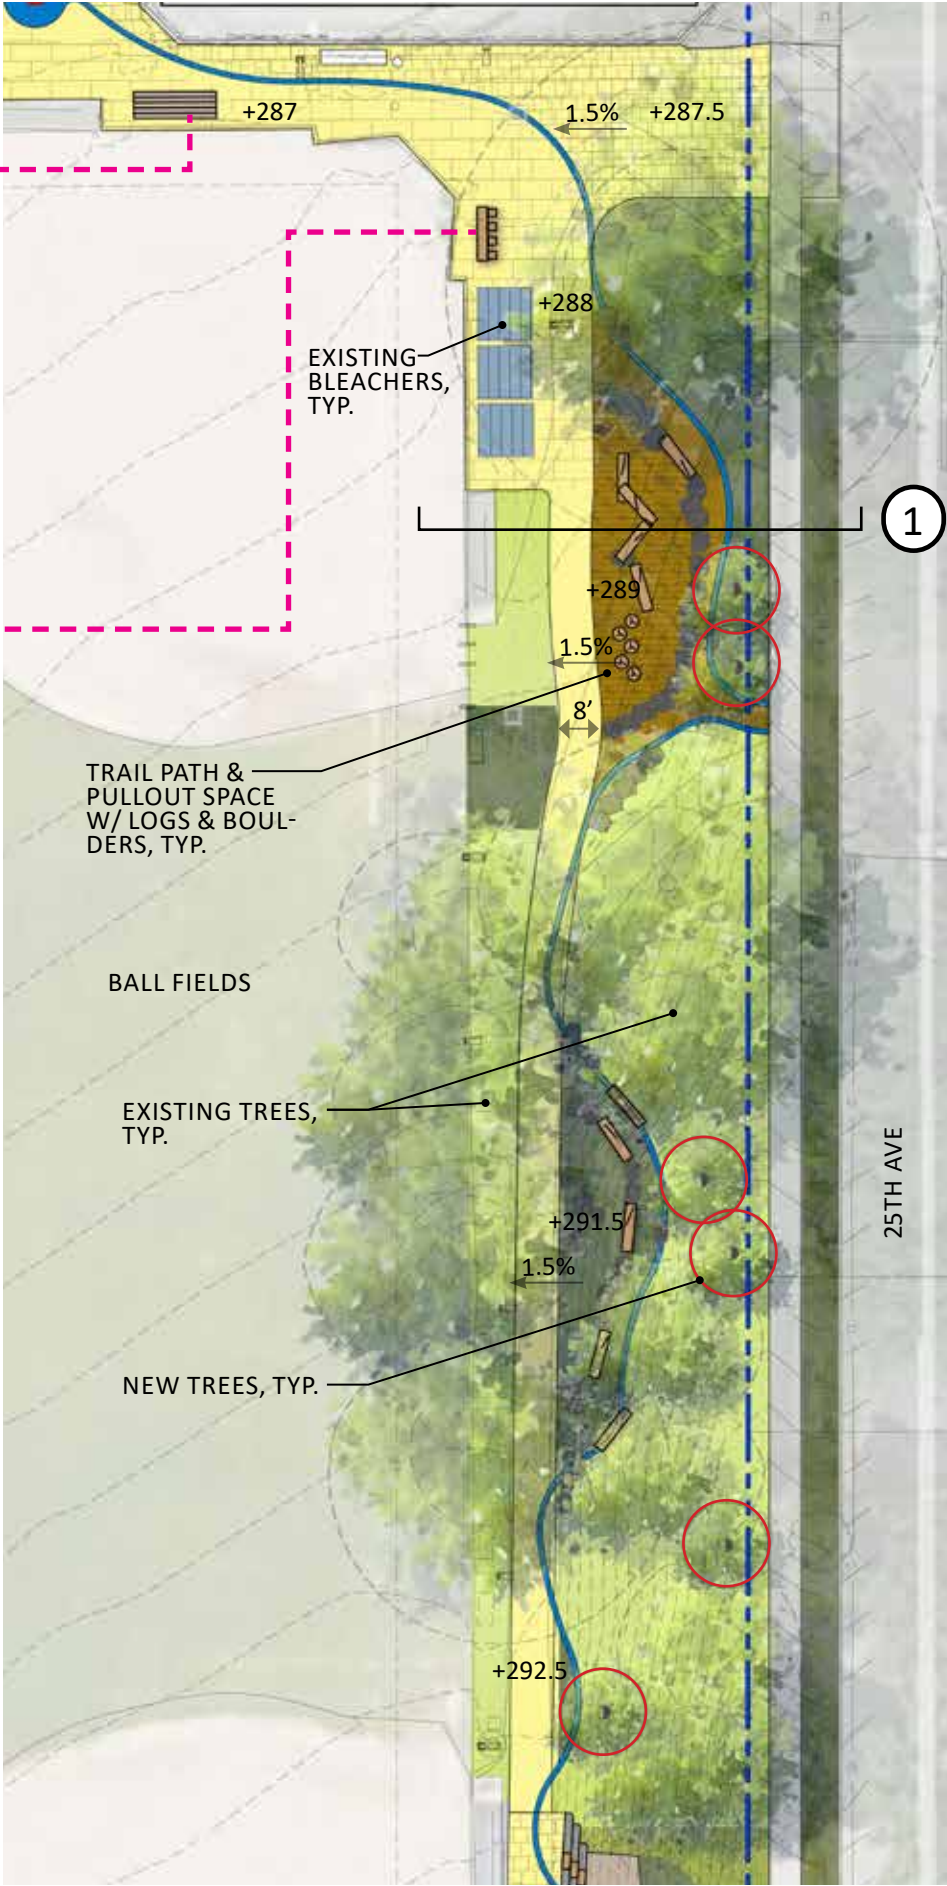 +287
1.5%
+287.5
+288
EXISTING
BLEACHERS,
TYP.
1
+289
1.5%
8’
TRAIL PATH &
PULLOUT SPACE
W/ LOGS & BOUL-
DERS, TYP.
BALL FIELDS
EXISTING TREES,
TYP.
25TH AVE
+291.5
1.5%
NEW TREES, TYP.
+292.5